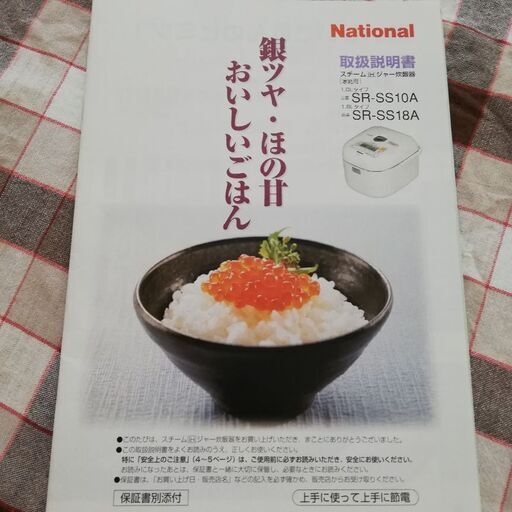 National
取扱説明書
スチームIHジャー炊飯器
(家庭用)
1.0Lタイプ
品番 SR-SS10A
1.8Lタイプ
品番 SR-SS18A
銀ツヤ・ほの甘
おいしいごはん
●このたびは、スチームIHジャー炊飯器をお買い上げいただき、まことにありがとうございました。
●この取扱説明書をよくお読みのうえ、正しくお使いください。
特に「安全上のご注意」(4～5ページ)は、ご使用前に必ずお読みいただき、安全にお使いください。
お読みになったあとは、保証書と一緒に大切に保管し、必要なときにお読みください。
●保証書は、「お買い上げ日・販売店名」などの記入を必ず確かめ、販売店からお受け取りください。
保証書別添付
上手に使って上手に節電